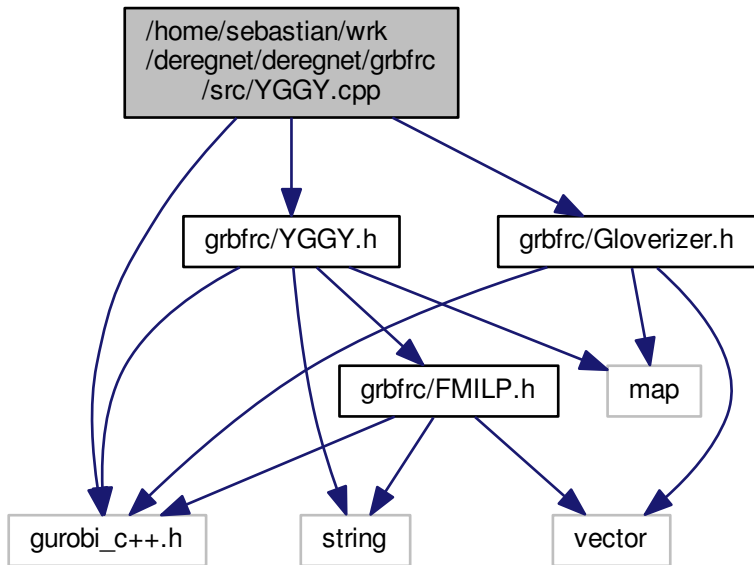 /home/sebastian/wrk
/deregnet/deregnet/grbfrc
/src/YGGY.cpp
grbfrc/YGGY.h
grbfrc/Gloverizer.h
grbfrc/FMILP.h
map
gurobi_c++.h
string
vector